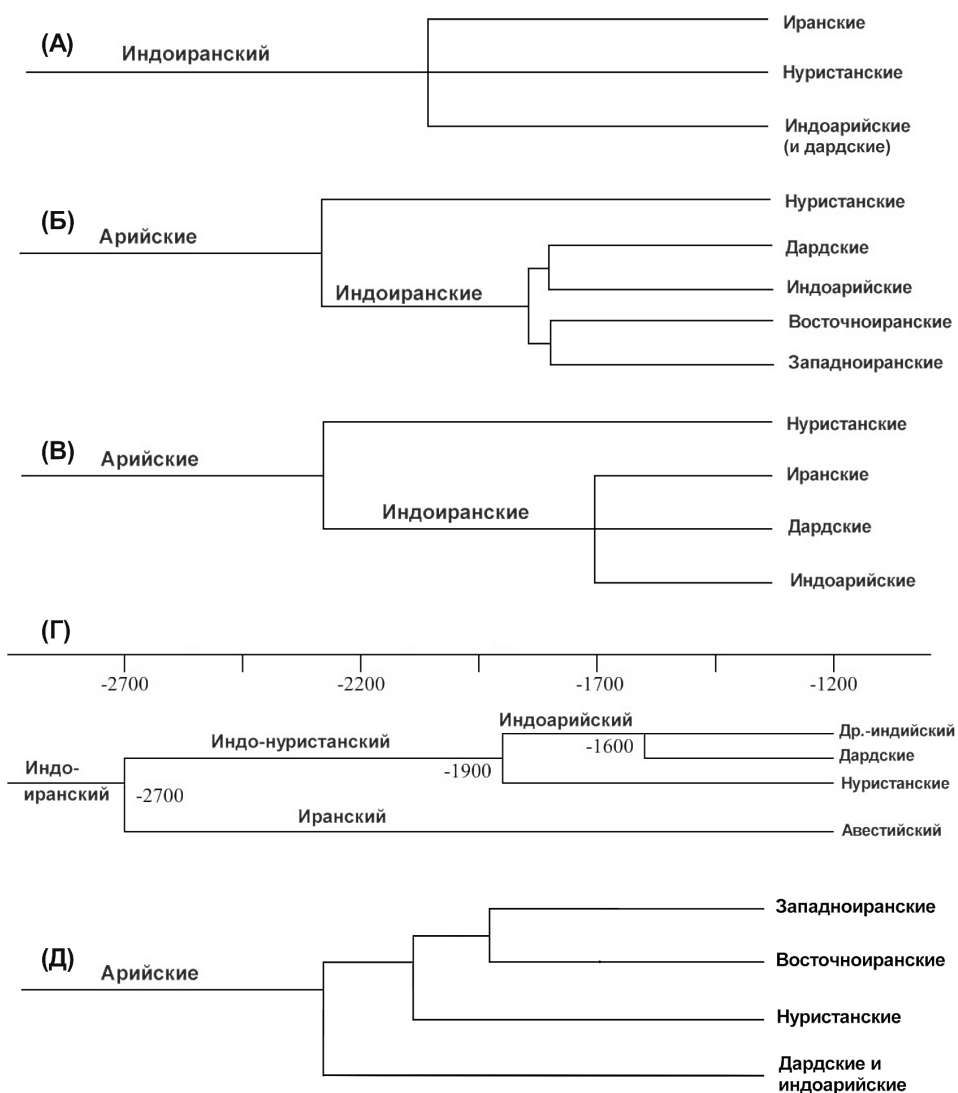 (А)
Индоиранский
Иранские
Нуристанские
Индоарийские
(и дардские)
(Б)
Арийские
Индоиранские
Нуристанские
Дардские
Индоарийские
Восточноиранские
Западноиранские
(В)
Арийские
Индоиранские
Нуристанские
Иранские
Дардские
Индоарийские
(Г)
-2700 -2200 -1700 -1200
Индо-
иранский
-2700
Индо-нуристанский
-1900
Индоарийский
-1600
Иранский
Др.-индийский
Дардские
Нуристанские
Авестийский
(Д)
Арийские
Западноиранские
Восточноиранские
Нуристанские
Дардские и
индоарийские